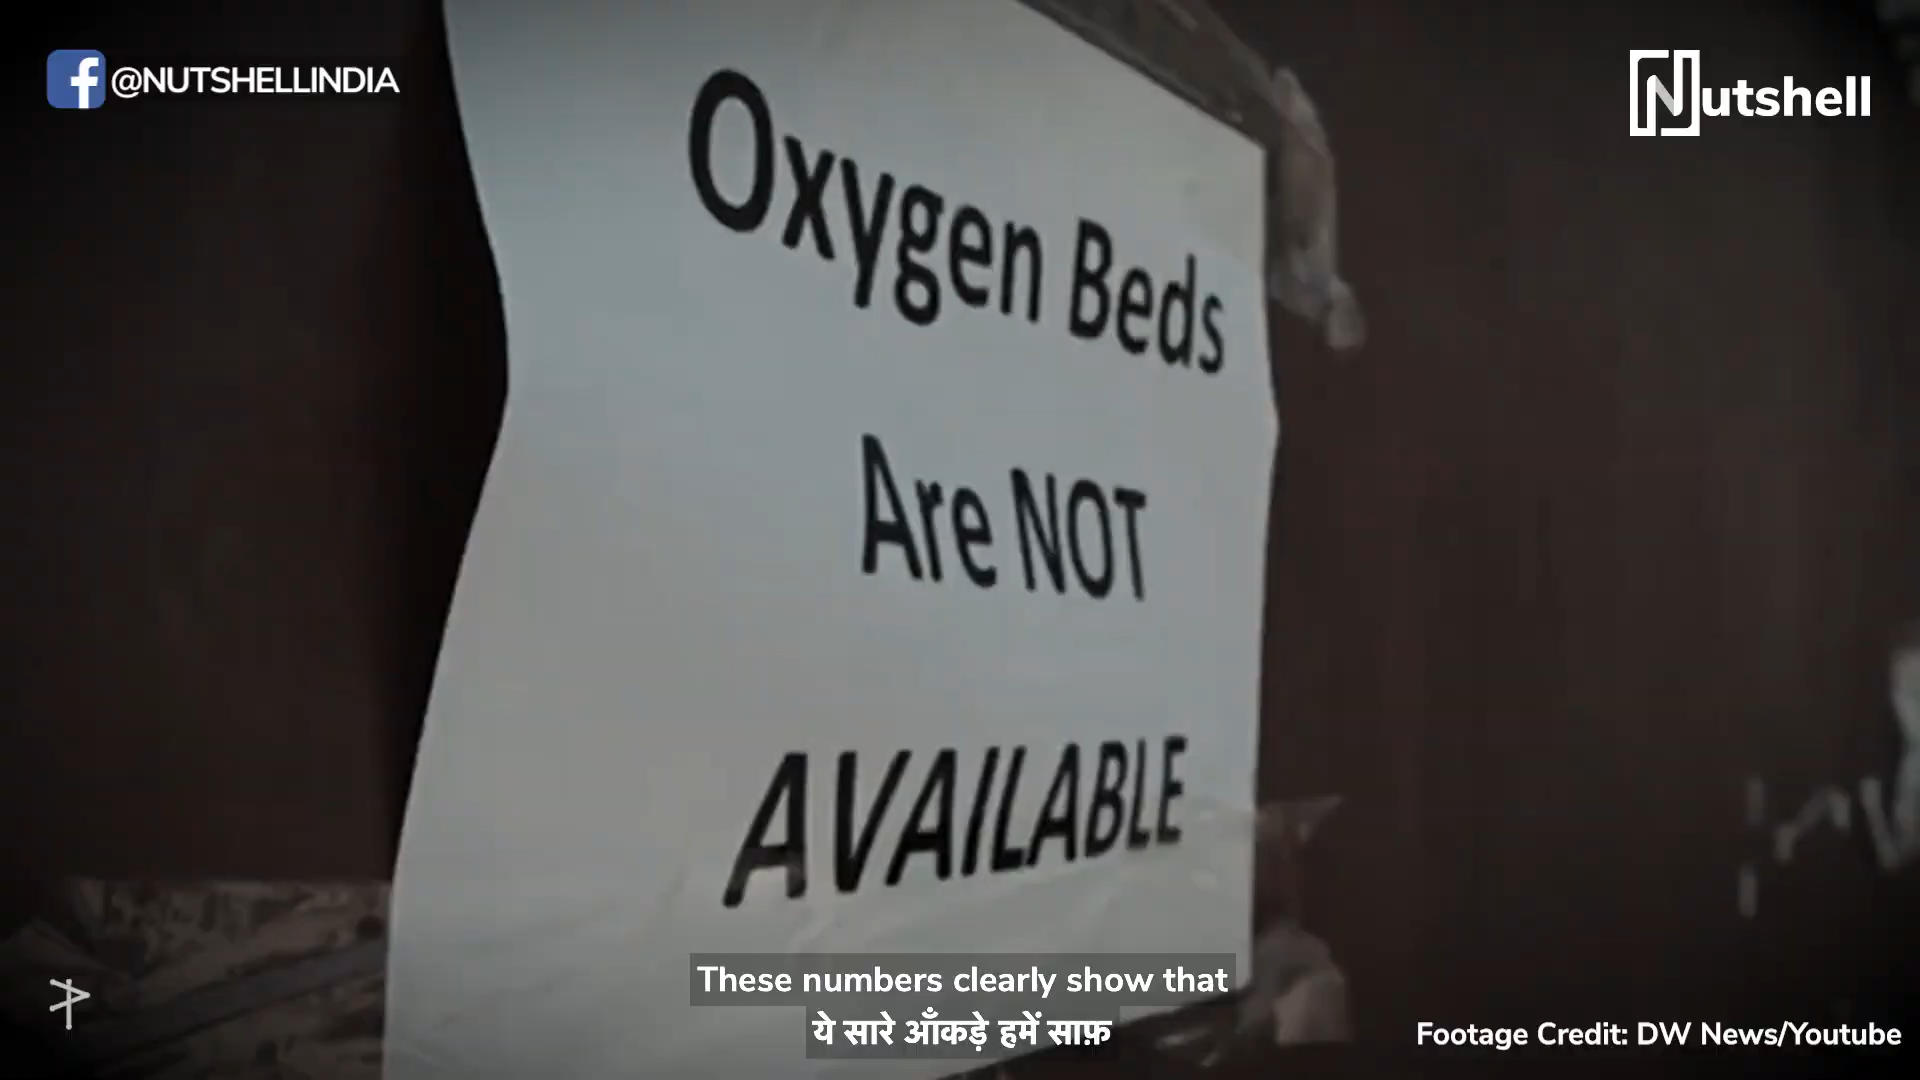 @NUTSHELLINDIA
Nutshell
Oxygen Beds
Are NOT
AVAILABLE
These numbers clearly show that
ये सारे आँकड़े हमें साफ़
Footage Credit: DW News/Youtube